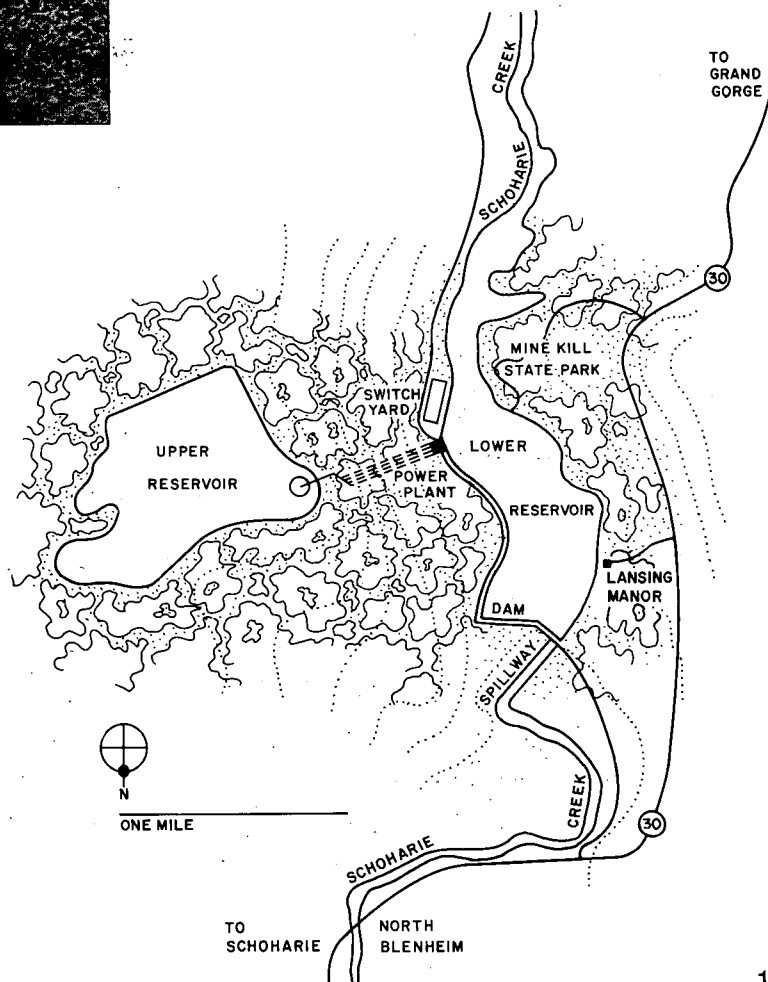 TO
GRAND
GORGE
CREEK
SCHOHARIE
30
MINE KILL
STATE PARK
SWITCH
YARD
LOWER
UPPER
RESERVOIR
POWER
PLANT
RESERVOIR
LANSING
MANOR
DAM
SPILLWAY
N
ONE MILE
CREEK
30
SCHOHARIE
TO
SCHOHARIE
NORTH
BLENHEIM
1